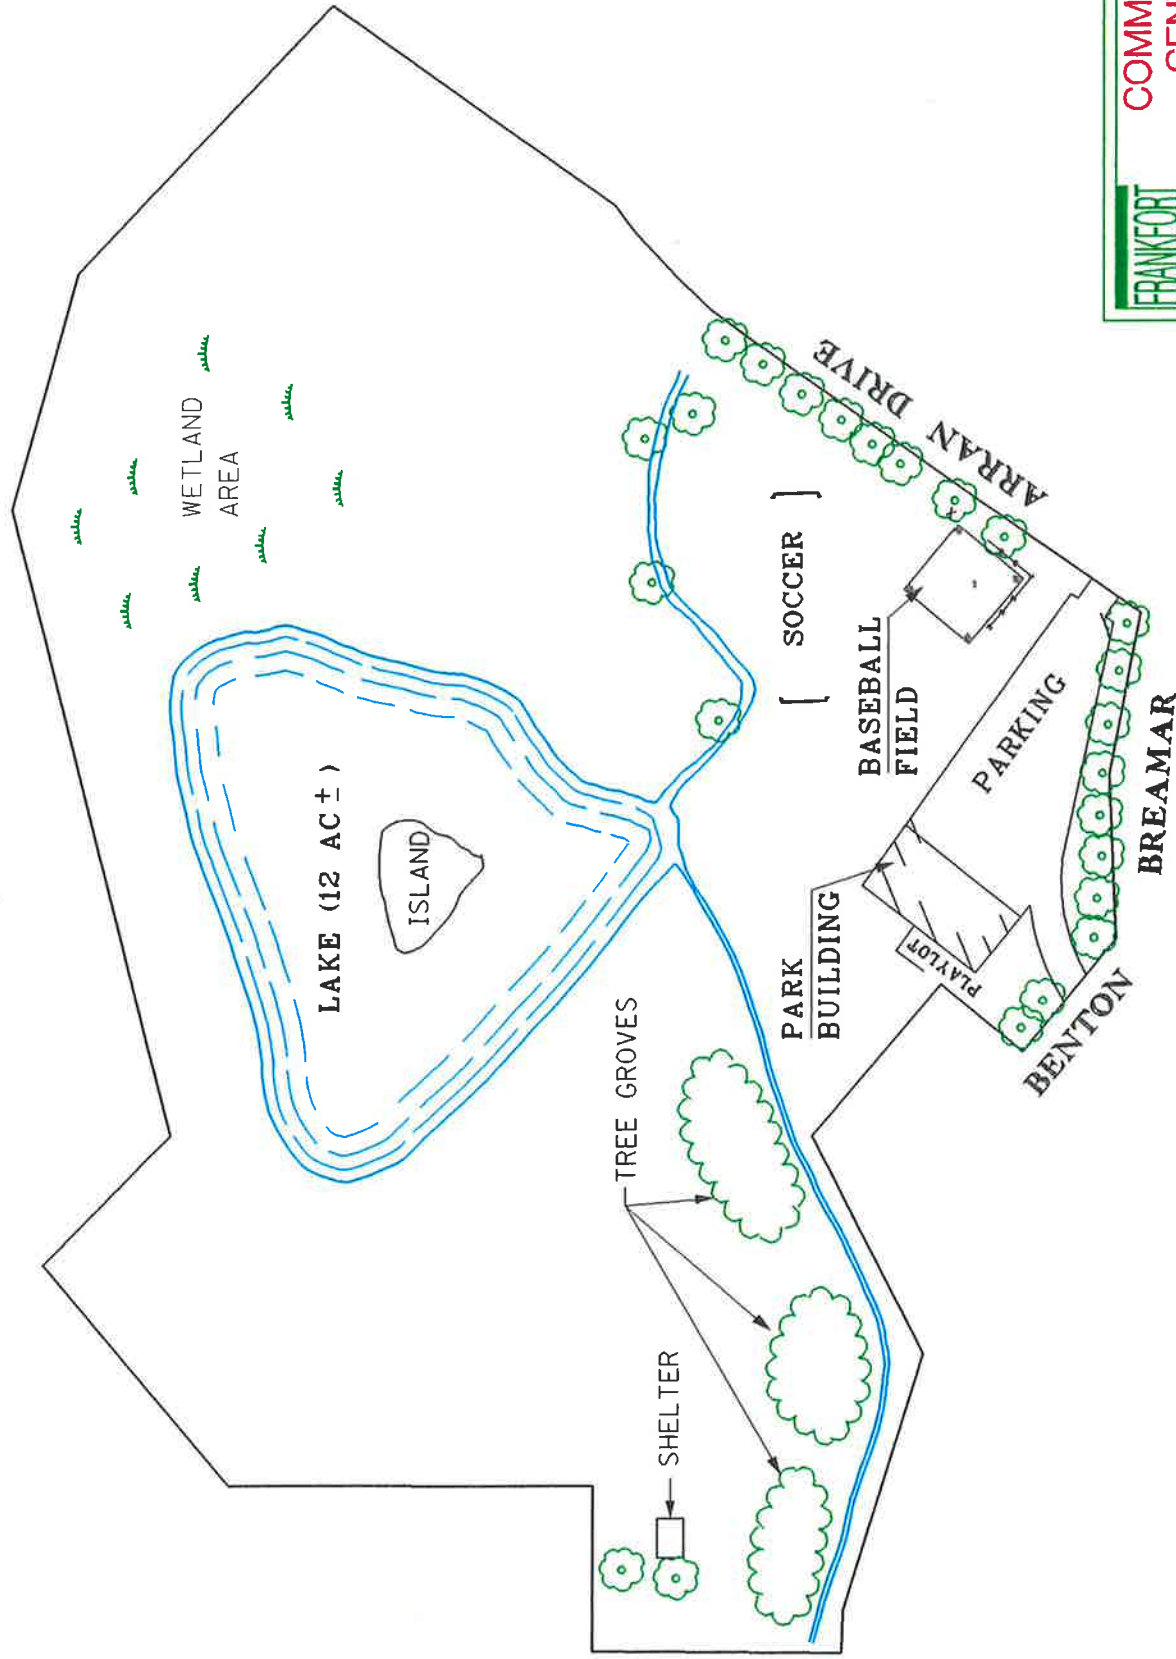 WETLAND
AREA
LAKE (12 AC±)
ISLAND
TREE GROVES
SHELTER
[ SOCCER ]
BASEBALL
FIELD
PARK
BUILDING
PLAYLOT
PARKING
ARRAN DRIVE
BENTON
BREAMAR
FRANKFORT
COMM